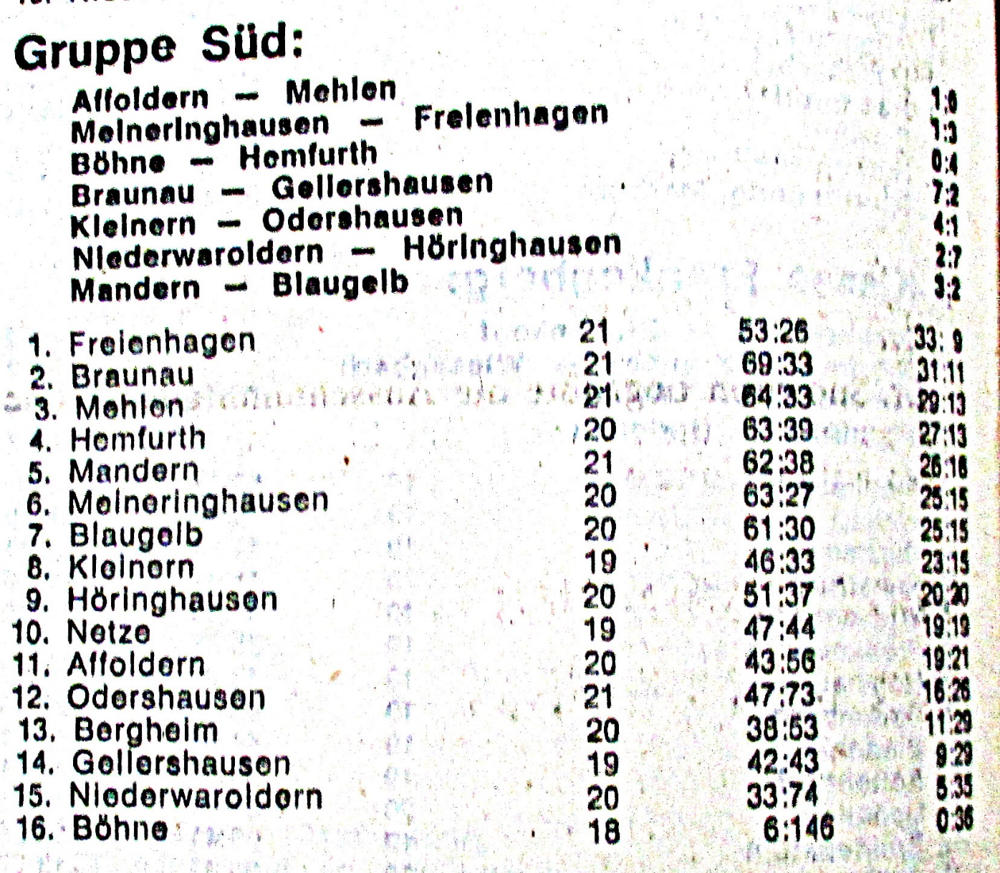 Gruppe Süd:
Affoldern — Mehlen 1:6
Meineringhausen — Freienhagen 1:3
Böhne — Hemfurth 0:4
Braunau — Gellershausen 7:2
Kleinern — Odershausen 4:1
Niederwaroldern — Höringhausen 2:7
Mandern — Blaugelb 3:2
1. Freienhagen 21 53:26 33: 9
2. Braunau 21 69:33 31:11
3. Mehlen 21 64:33 29:13
4. Hemfurth 20 63:39 27:13
5. Mandern 21 62:38 26:16
6. Meineringhausen 20 63:27 25:15
7. Blaugelb 20 61:30 25:15
8. Kleinern 19 46:33 23:15
9. Höringhausen 20 51:37 20:20
10. Netze 19 47:44 19:19
11. Affoldern 20 43:56 19:21
12. Odershausen 21 47:73 16:26
13. Bergheim 20 38:53 11:29
14. Gellershausen 19 42:43 9:29
15. Niederwaroldern 20 33:74 5:35
16. Böhne 18 6:146 0:36